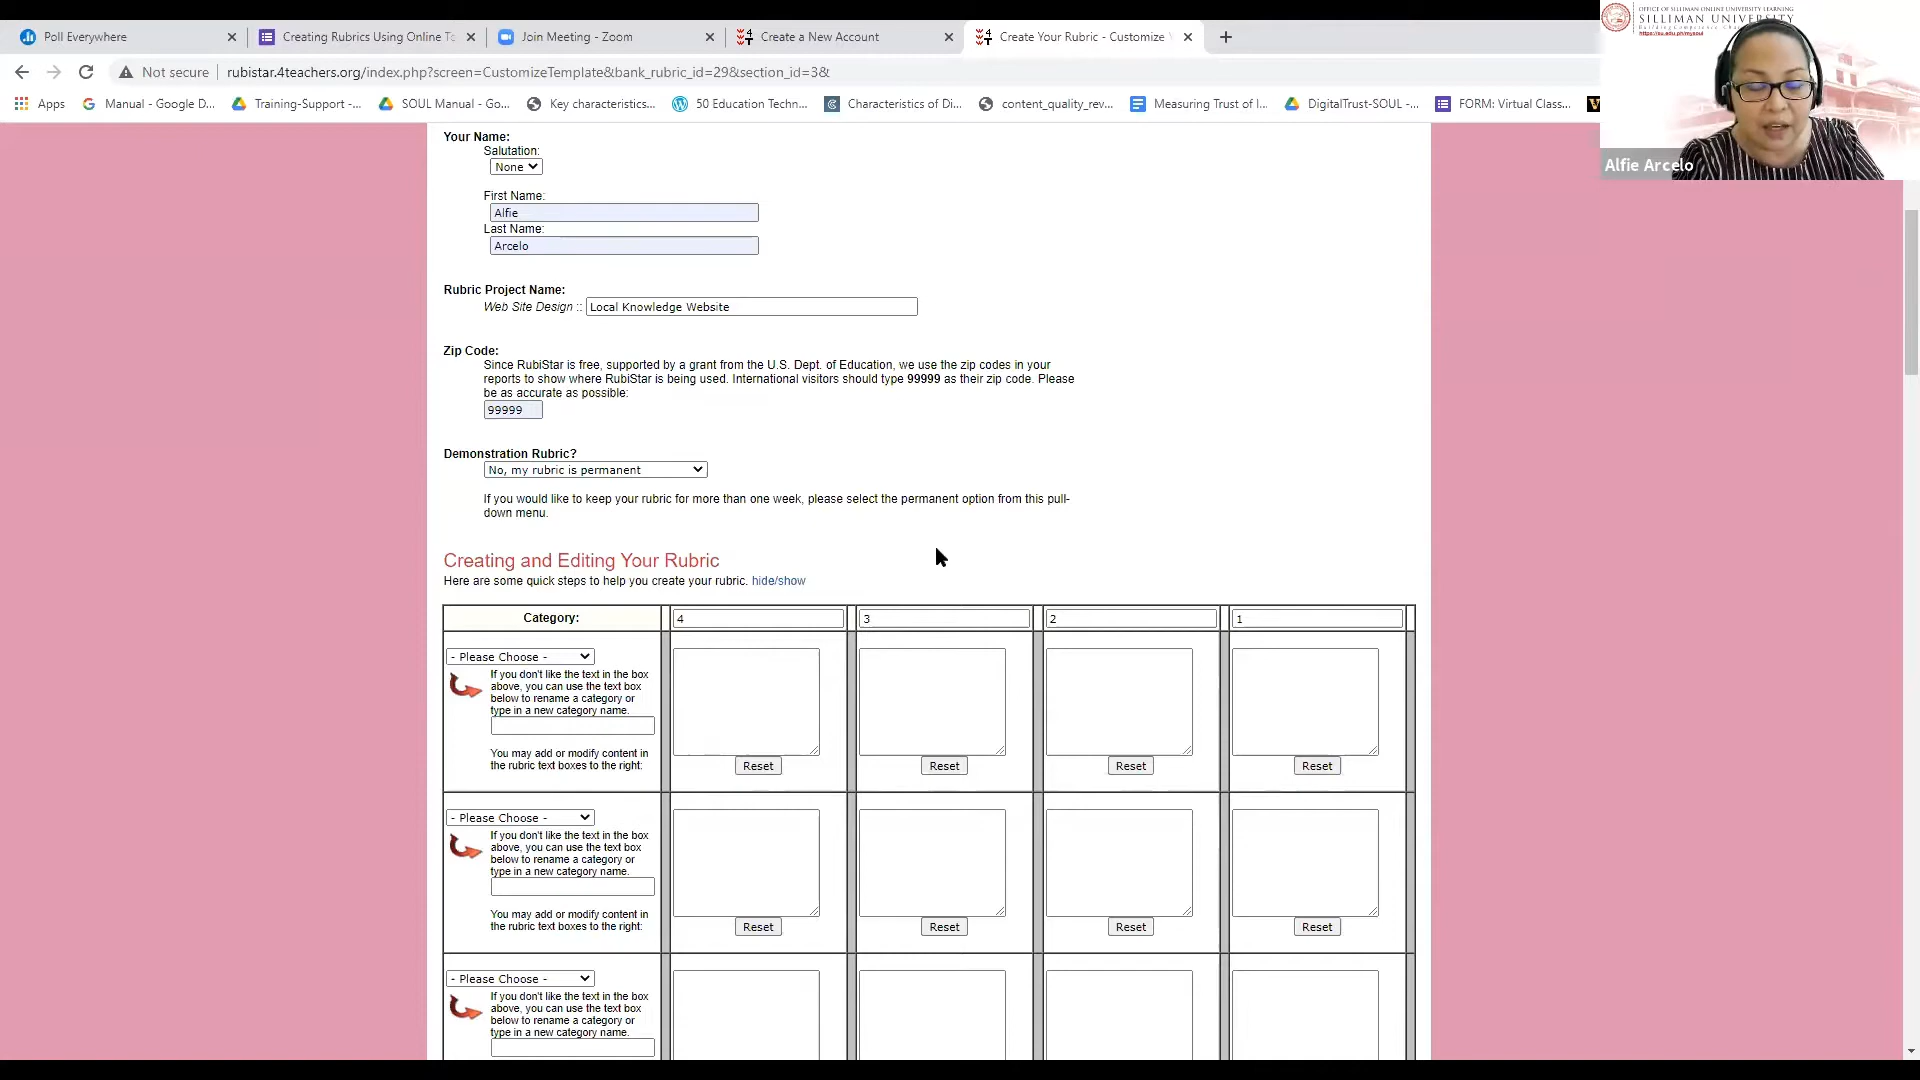 Poll Everywhere
Creating Rubrics Using Online To
Join Meeting - Zoom
Create a New Account
Create Your Rubric - Customize
Not secure
rubistar.4teachers.org/index.php?screen=CustomizeTemplate&bank_rubric_id=29&section_id=3&
Apps
Manual - Google D...
Training-Support -...
SOUL Manual - Go...
Key characteristics...
50 Education Techn...
Characteristics of Di...
content_quality_rev...
Measuring Trust of I...
DigitalTrust-SOUL -...
FORM: Virtual Class...
OFFICE OF SILLIMAN ONLINE UNIVERSITY LEARNING
SILLIMAN UNIVERSITY
https://su.edu.ph/mysoul
Alfie Arcelo
Your Name:
Salutation:
None
First Name:
Alfie
Last Name:
Arcelo
Rubric Project Name:
Web Site Design :: Local Knowledge Website
Zip Code:
Since RubiStar is free, supported by a grant from the U.S. Dept. of Education, we use the zip codes in your
reports to show where RubiStar is being used. International visitors should type 99999 as their zip code. Please
be as accurate as possible:
99999
Demonstration Rubric?
No, my rubric is permanent
If you would like to keep your rubric for more than one week, please select the permanent option from this pull-
down menu.
Creating and Editing Your Rubric
Here are some quick steps to help you create your rubric. hide/show
Category: 4 3 2 1
- Please Choose -
If you don't like the text in the box
above, you can use the text box
below to rename a category or
type in a new category name.
You may add or modify content in
the rubric text boxes to the right:
Reset Reset Reset Reset
- Please Choose -
If you don't like the text in the box
above, you can use the text box
below to rename a category or
type in a new category name.
You may add or modify content in
the rubric text boxes to the right:
Reset Reset Reset Reset
- Please Choose -
If you don't like the text in the box
above, you can use the text box
below to rename a category or
type in a new category name.